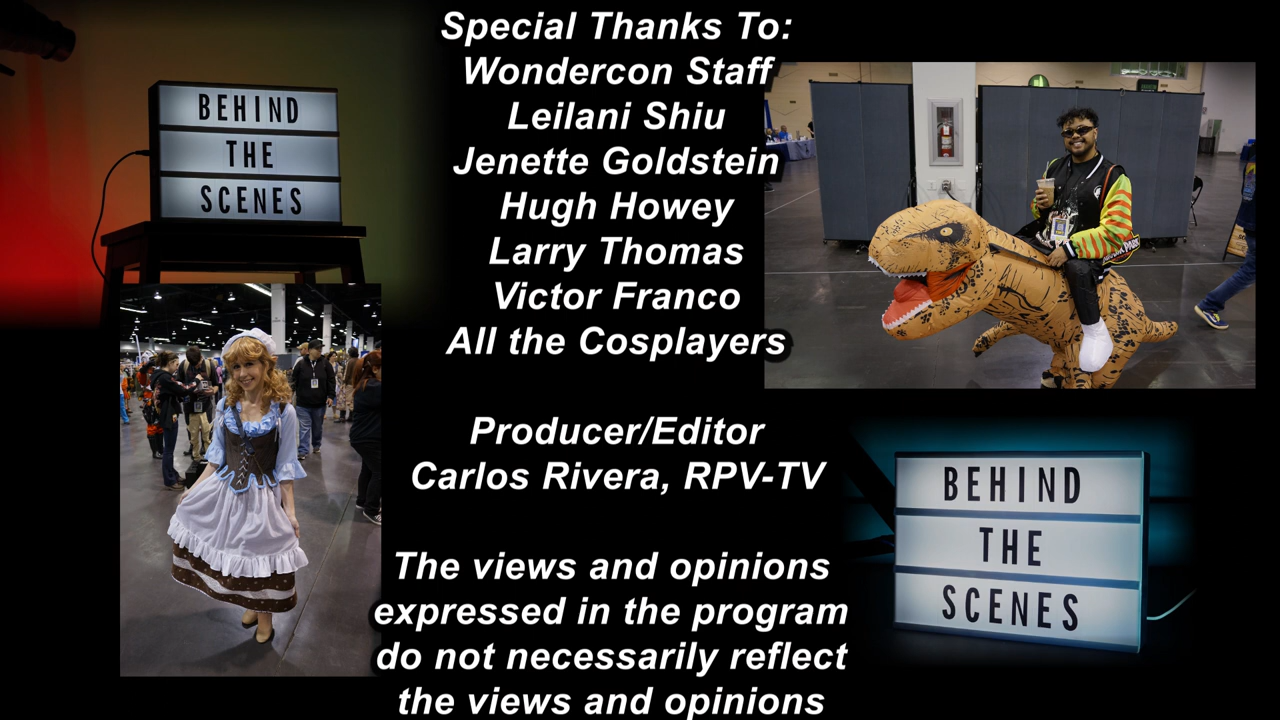 BEHIND
THE
SCENES
Special Thanks To:
Wondercon Staff
Leilani Shiu
Jenette Goldstein
Hugh Howey
Larry Thomas
Victor Franco
All the Cosplayers
Producer/Editor
Carlos Rivera, RPV-TV
The views and opinions
expressed in the program
do not necessarily reflect
the views and opinions
BEHIND
THE
SCENES